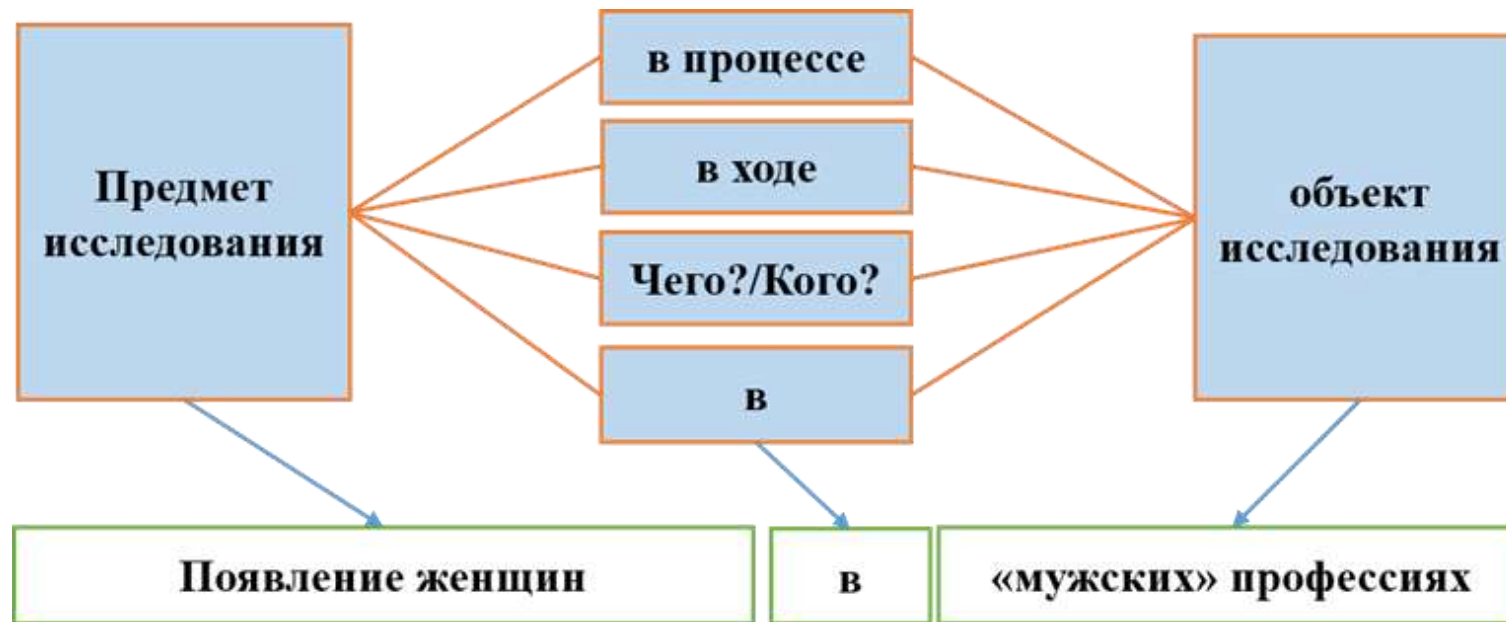 Предмет
исследования
в процессе
в ходе
Чего?/Кого?
в
объект
исследования
Появление женщин
в
«мужских» профессиях